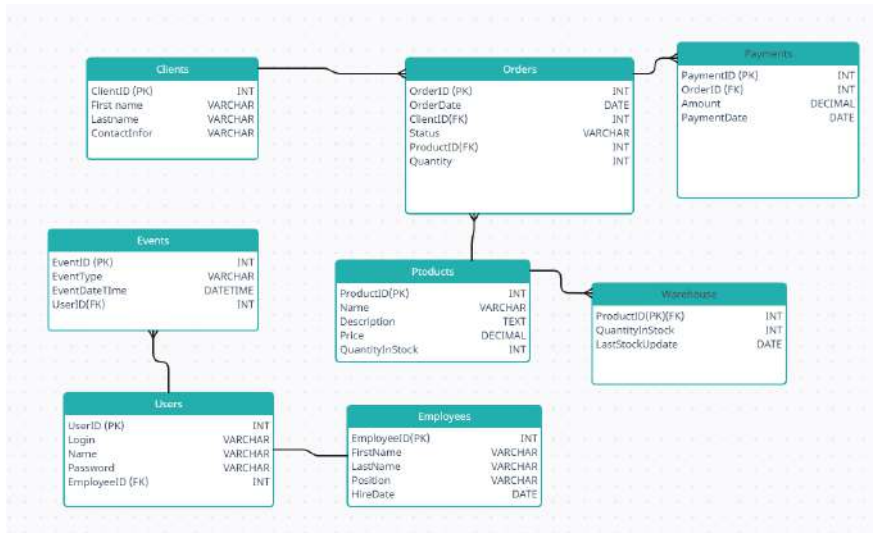 Clients
ClientID (PK) INT
First name VARCHAR
Lastname VARCHAR
ContactInfor VARCHAR
Orders
OrderID (PK) INT
OrderDate DATE
ClientID(FK) INT
Status VARCHAR
ProductID(FK) INT
Quantity INT
Payments
PaymentID (PK) INT
OrderID (FK) INT
Amount DECIMAL
PaymentDate DATE
Events
EventID (PK) INT
EventType VARCHAR
EventDateTIme DATETIME
UserID(FK) INT
Ptoducts
ProductID(PK) INT
Name VARCHAR
Description TEXT
Price DECIMAL
QuantityInStock INT
Warehouse
ProductID(PK)(FK) INT
QuantityInStock INT
LastStockUpdate DATE
Users
UserID (PK) INT
Login VARCHAR
Name VARCHAR
Password VARCHAR
EmployeeID (FK) INT
Employees
EmployeeID(PK) INT
FirstName VARCHAR
LastName VARCHAR
Position VARCHAR
HireDate DATE